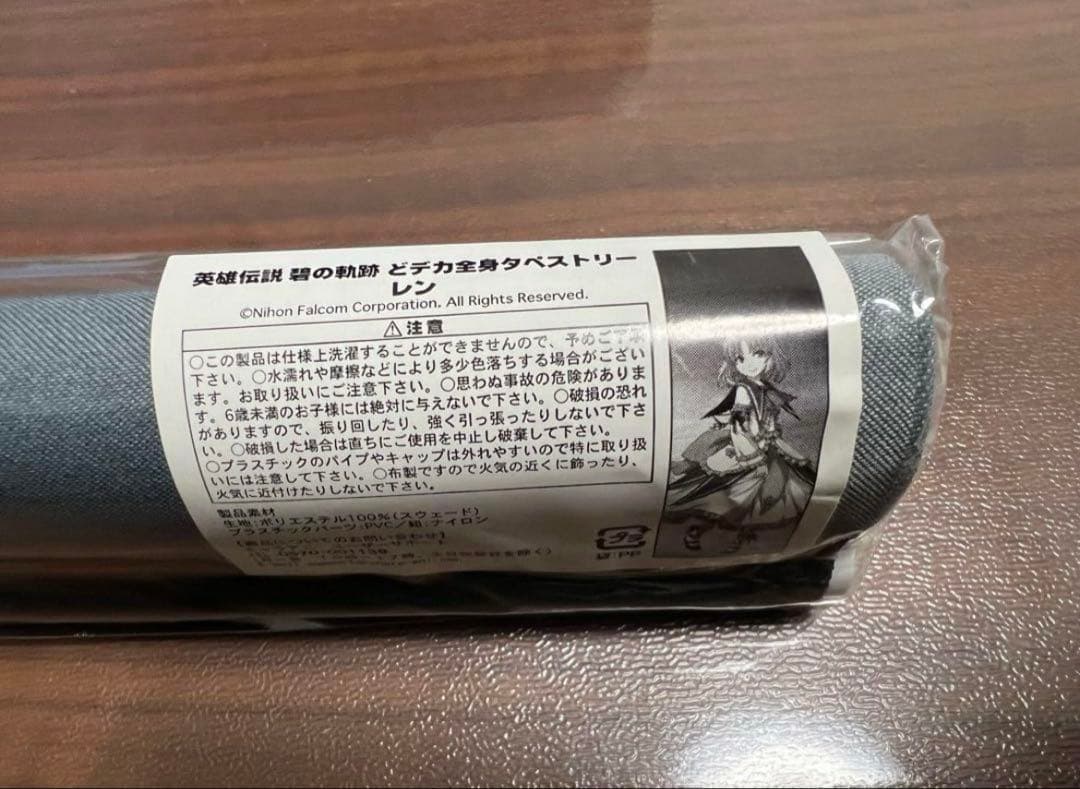 英雄伝説 碧の軌跡 どデカ全身タペストリー
レン
©Nihon Falcom Corporation. All Rights Reserved.
⚠注意
○この製品は仕様上洗濯することができませんので、予めご了承
下さい。○水濡れや摩擦などにより多少色落ちする場合がござい
ます。お取り扱いにご注意下さい。○思わぬ事故の危険がありま
す。6歳未満のお子様には絶対に与えないで下さい。○破損の恐れ
がありますので、振り回したり、強く引っ張ったりしないで下さ
い。○破損した場合は直ちにご使用を中止し破棄して下さい。
○プラスチックのパイプやキャップは外れやすいので特に取り扱
いには注意して下さい。○布製ですので火気の近くに飾ったり、
火気に近付けたりしないで下さい。
製品素材
生地:ポリエステル100%(スウェード)
プラスチックパーツ:PVC/紐:ナイロン
プラ
袋:PP